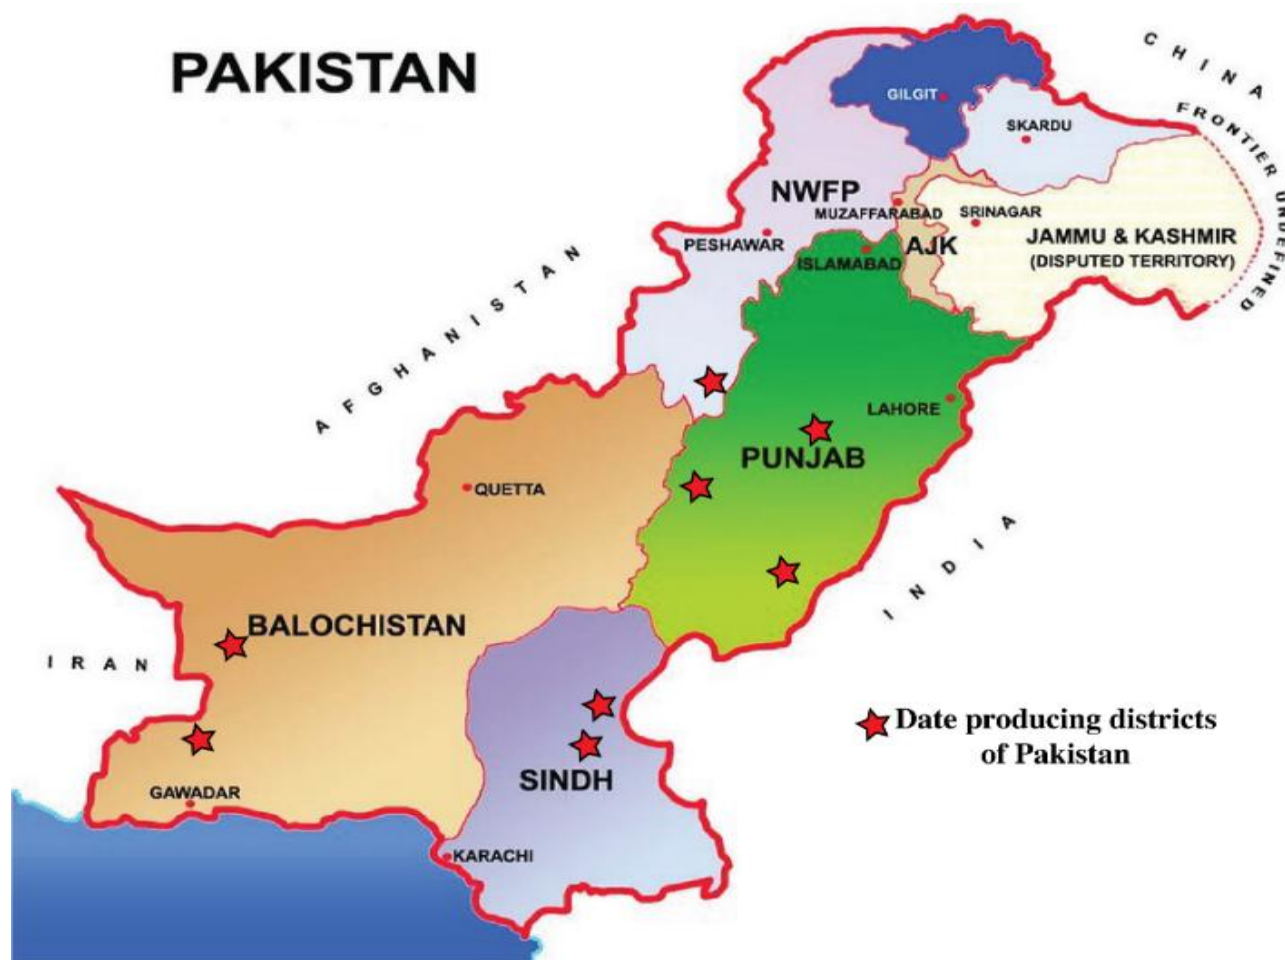 PAKISTAN
CHINA
FRONTIER UNDEFINED
GILGIT
SKARDU
NWFP
MUZAFFARABAD
SRINAGAR
PESHAWAR
ISLAMABAD
AJK
JAMMU & KASHMIR
(DISPUTED TERRITORY)
AFGHANISTAN
LAHORE
PUNJAB
QUETTA
INDIA
BALOCHISTAN
IRAN
Date producing districts
of Pakistan
SINDH
GAWADAR
KARACHI